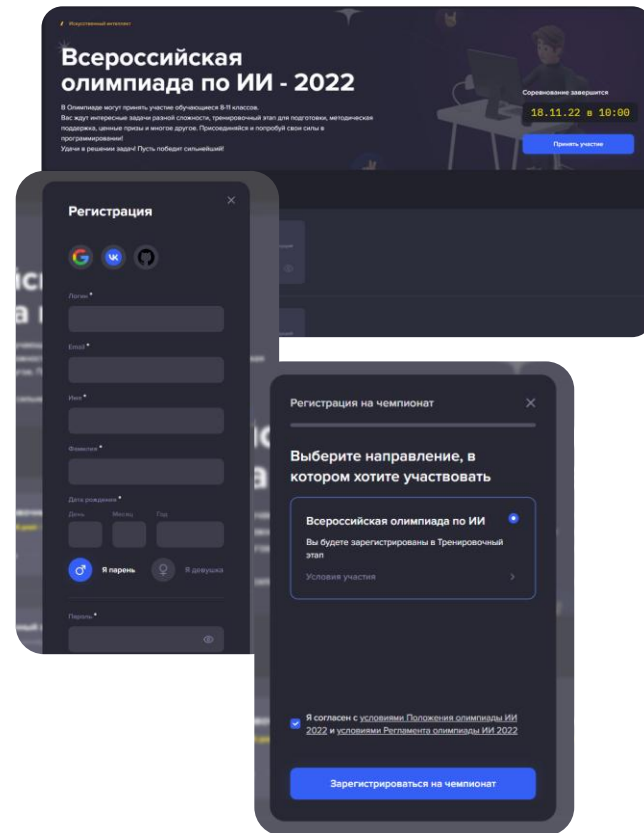 Искусственный интеллект
Всероссийская
олимпиада по ИИ - 2022
В Олимпиаде могут принять участие обучающиеся 8-11 классов.
Вас ждут интересные задачи разной сложности, тренировочный этап для подготовки, методическая
поддержка, ценные призы и многое другое. Присоединяйся и попробуй свои силы в
программировании!
Удачи в решении задач! Пусть победит сильнейший!
Соревнование завершится
18.11.22 в 10:00
Принять участие
Регистрация
Логин *
Email *
Имя *
Фамилия *
Дата рождения *
День Месяц Год
Я парень Я девушка
Пароль *
Регистрация на чемпионат
Выберите направление, в
котором хотите участвовать
Всероссийская олимпиада по ИИ
Вы будете зарегистрированы в Тренировочный
этап
Условия участия
Я согласен с условиями Положения олимпиады ИИ
2022 и условиями Регламента олимпиады ИИ 2022
Зарегистрироваться на чемпионат